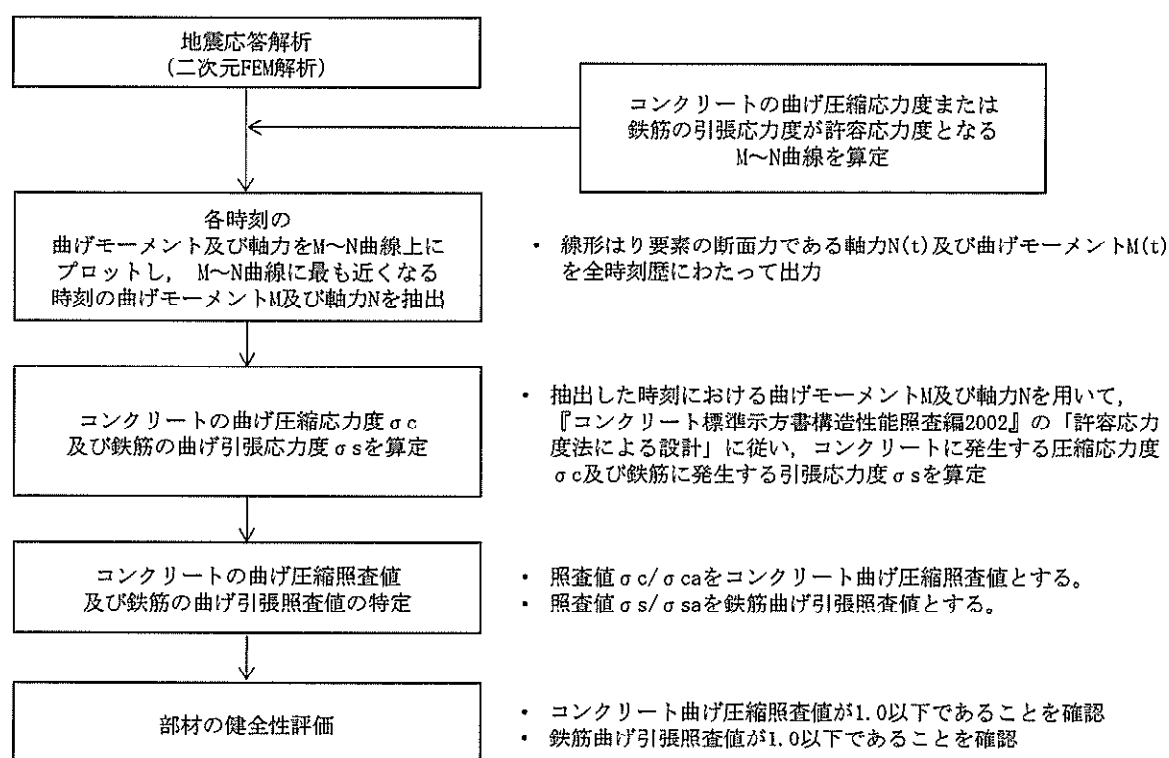 地震応答解析
(二次元FEM解析)
コンクリートの曲げ圧縮応力度または
鉄筋の引張応力度が許容応力度となる
M～N曲線を算定
各時刻の
曲げモーメント及び軸力をM～N曲線上に
プロットし， M～N曲線に最も近くなる
時刻の曲げモーメントM及び軸力Nを抽出
・ 線形はり要素の断面力である軸力N(t)及び曲げモーメントM(t)
を全時刻歴にわたって出力
コンクリートの曲げ圧縮応力度σc
及び鉄筋の曲げ引張応力度σsを算定
・ 抽出した時刻における曲げモーメントM及び軸力Nを用いて，
『コンクリート標準示方書構造性能照査編2002』の「許容応力
度法による設計」に従い，コンクリートに発生する圧縮応力度
σc及び鉄筋に発生する引張応力度σsを算定
コンクリートの曲げ圧縮照査値
及び鉄筋の曲げ引張照査値の特定
・ 照査値σc/σcaをコンクリート曲げ圧縮照査値とする。
・ 照査値σs/σsaを鉄筋曲げ引張照査値とする。
部材の健全性評価
・ コンクリート曲げ圧縮照査値が1.0以下であることを確認
・ 鉄筋曲げ引張照査値が1.0以下であることを確認